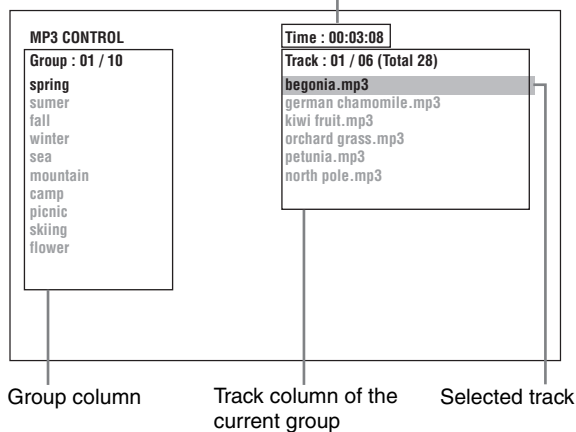 MP3 CONTROL
Group : 01 / 10
spring
sumer
fall
winter
sea
mountain
camp
picnic
skiing
flower
Time : 00:03:08
Track : 01 / 06 (Total 28)
begonia.mp3
german chamomile.mp3
kiwi fruit.mp3
orchard grass.mp3
petunia.mp3
north pole.mp3
Group column
Track column of the
current group
Selected track